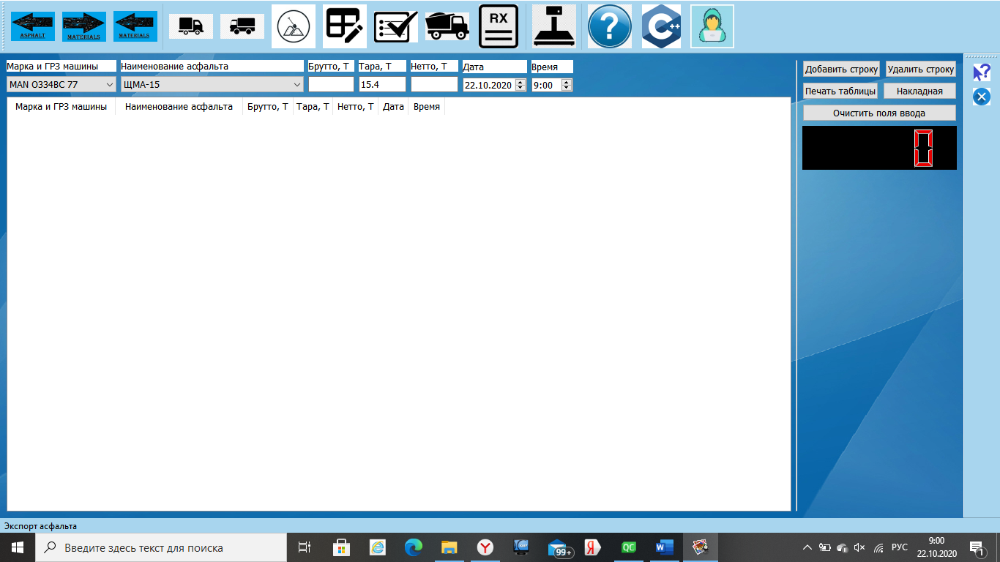 ASPHALT
MATERIALS
MATERIALS
RX
C++
Марка и ГРЗ машины Наименование асфальта Брутто, Т Тара, Т Нетто, Т Дата Время
MAN O334BC 77 ЩМА-15 15.4 22.10.2020 9:00
Марка и ГРЗ машины Наименование асфальта Брутто, Т Тара, Т Нетто, Т Дата Время
Добавить строку Удалить строку
Печать таблицы Накладная
Очистить поля ввода
0
Экспорт асфальта
Введите здесь текст для поиска
99+
Я
QC
W
РУС
9:00
22.10.2020
1